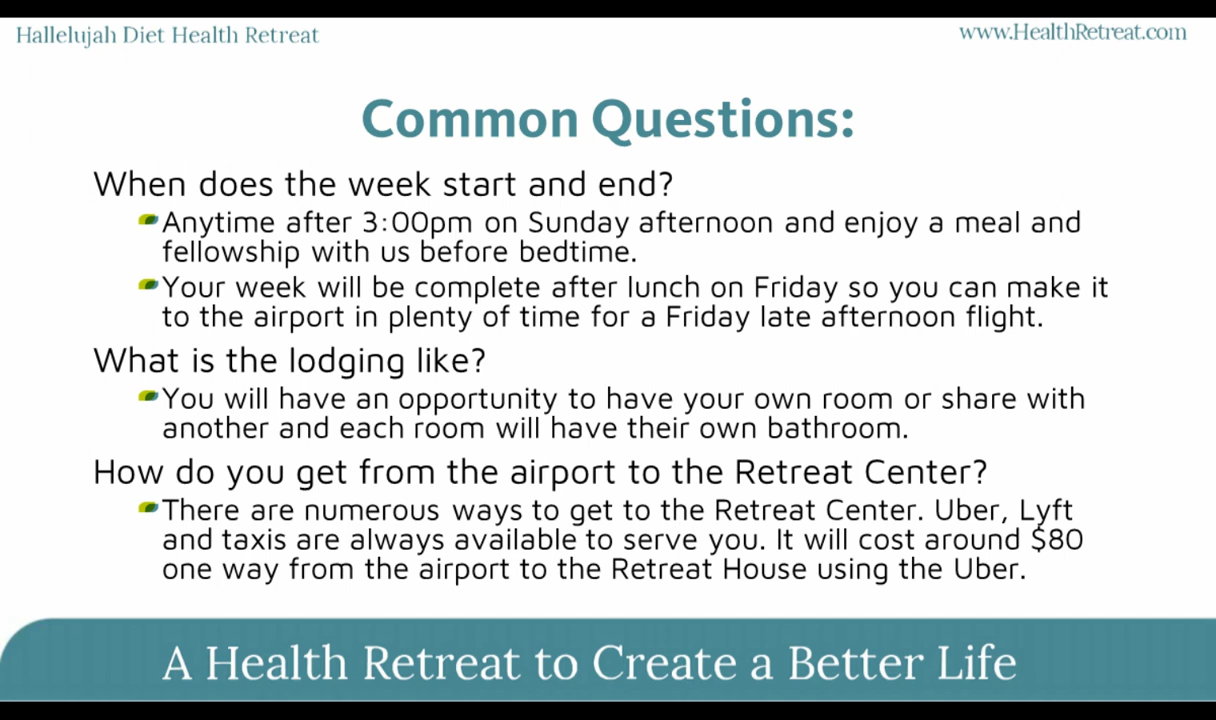 Hallelujah Diet Health Retreat
www.HealthRetreat.com
Common Questions:
When does the week start and end?
Anytime after 3:00pm on Sunday afternoon and enjoy a meal and
fellowship with us before bedtime.
Your week will be complete after lunch on Friday so you can make it
to the airport in plenty of time for a Friday late afternoon flight.
What is the lodging like?
You will have an opportunity to have your own room or share with
another and each room will have their own bathroom.
How do you get from the airport to the Retreat Center?
There are numerous ways to get to the Retreat Center. Uber, Lyft
and taxis are always available to serve you. It will cost around $80
one way from the airport to the Retreat House using the Uber.
A Health Retreat to Create a Better Life